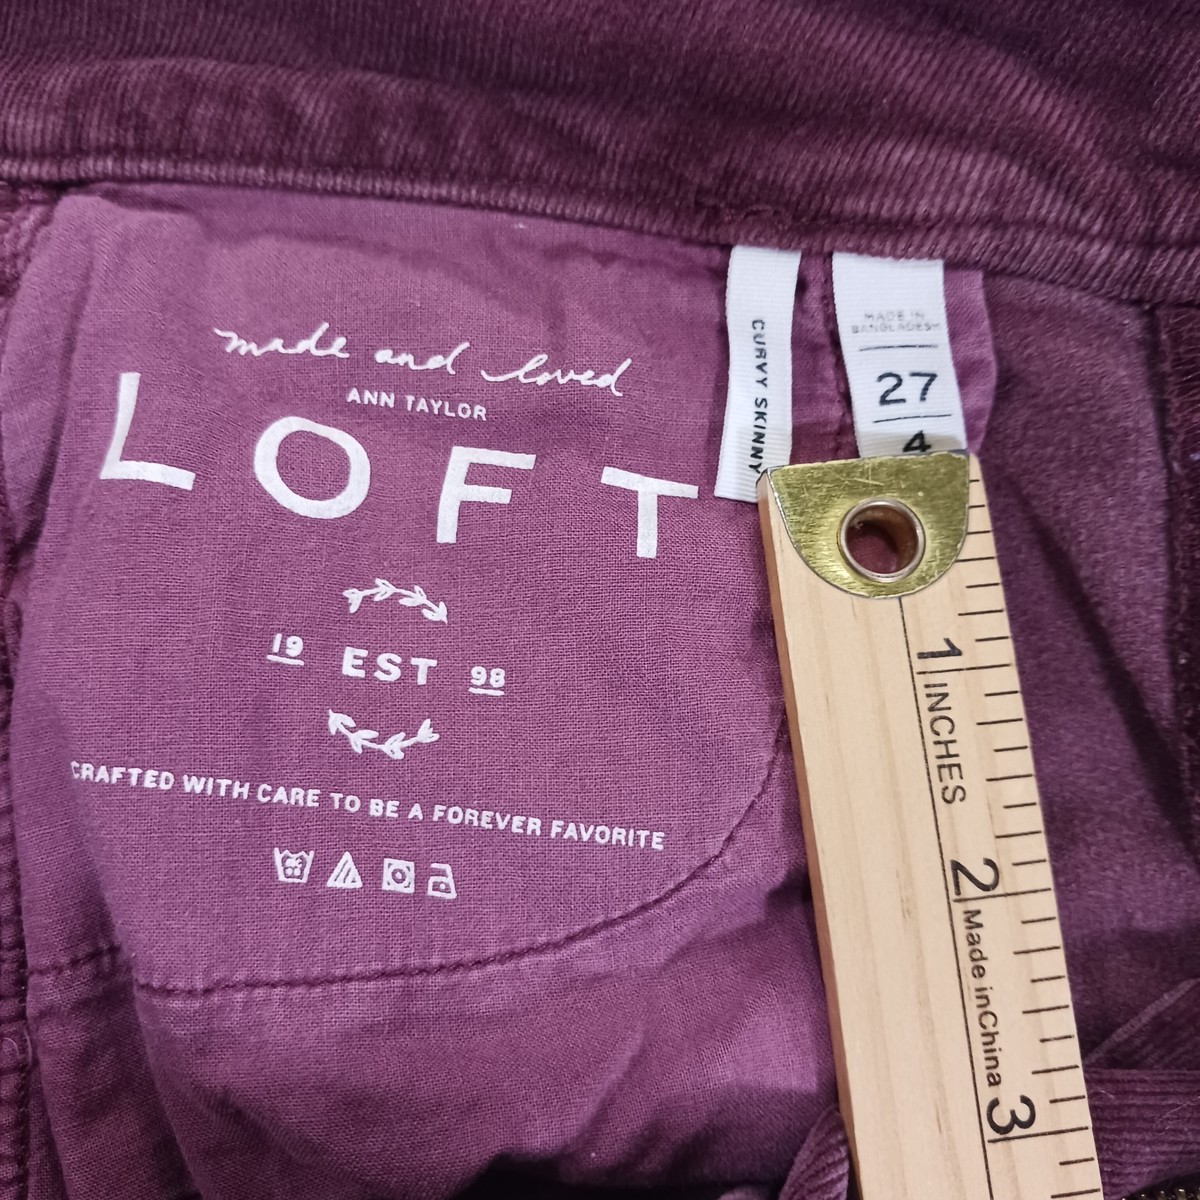 made and loved
ANN TAYLOR
LOFT
19 EST 98
CRAFTED WITH CARE TO BE A FOREVER FAVORITE
CURVY SKINNY
MADE IN
BANGLADESH
27
4
1
INCHES
2
Made in China
3